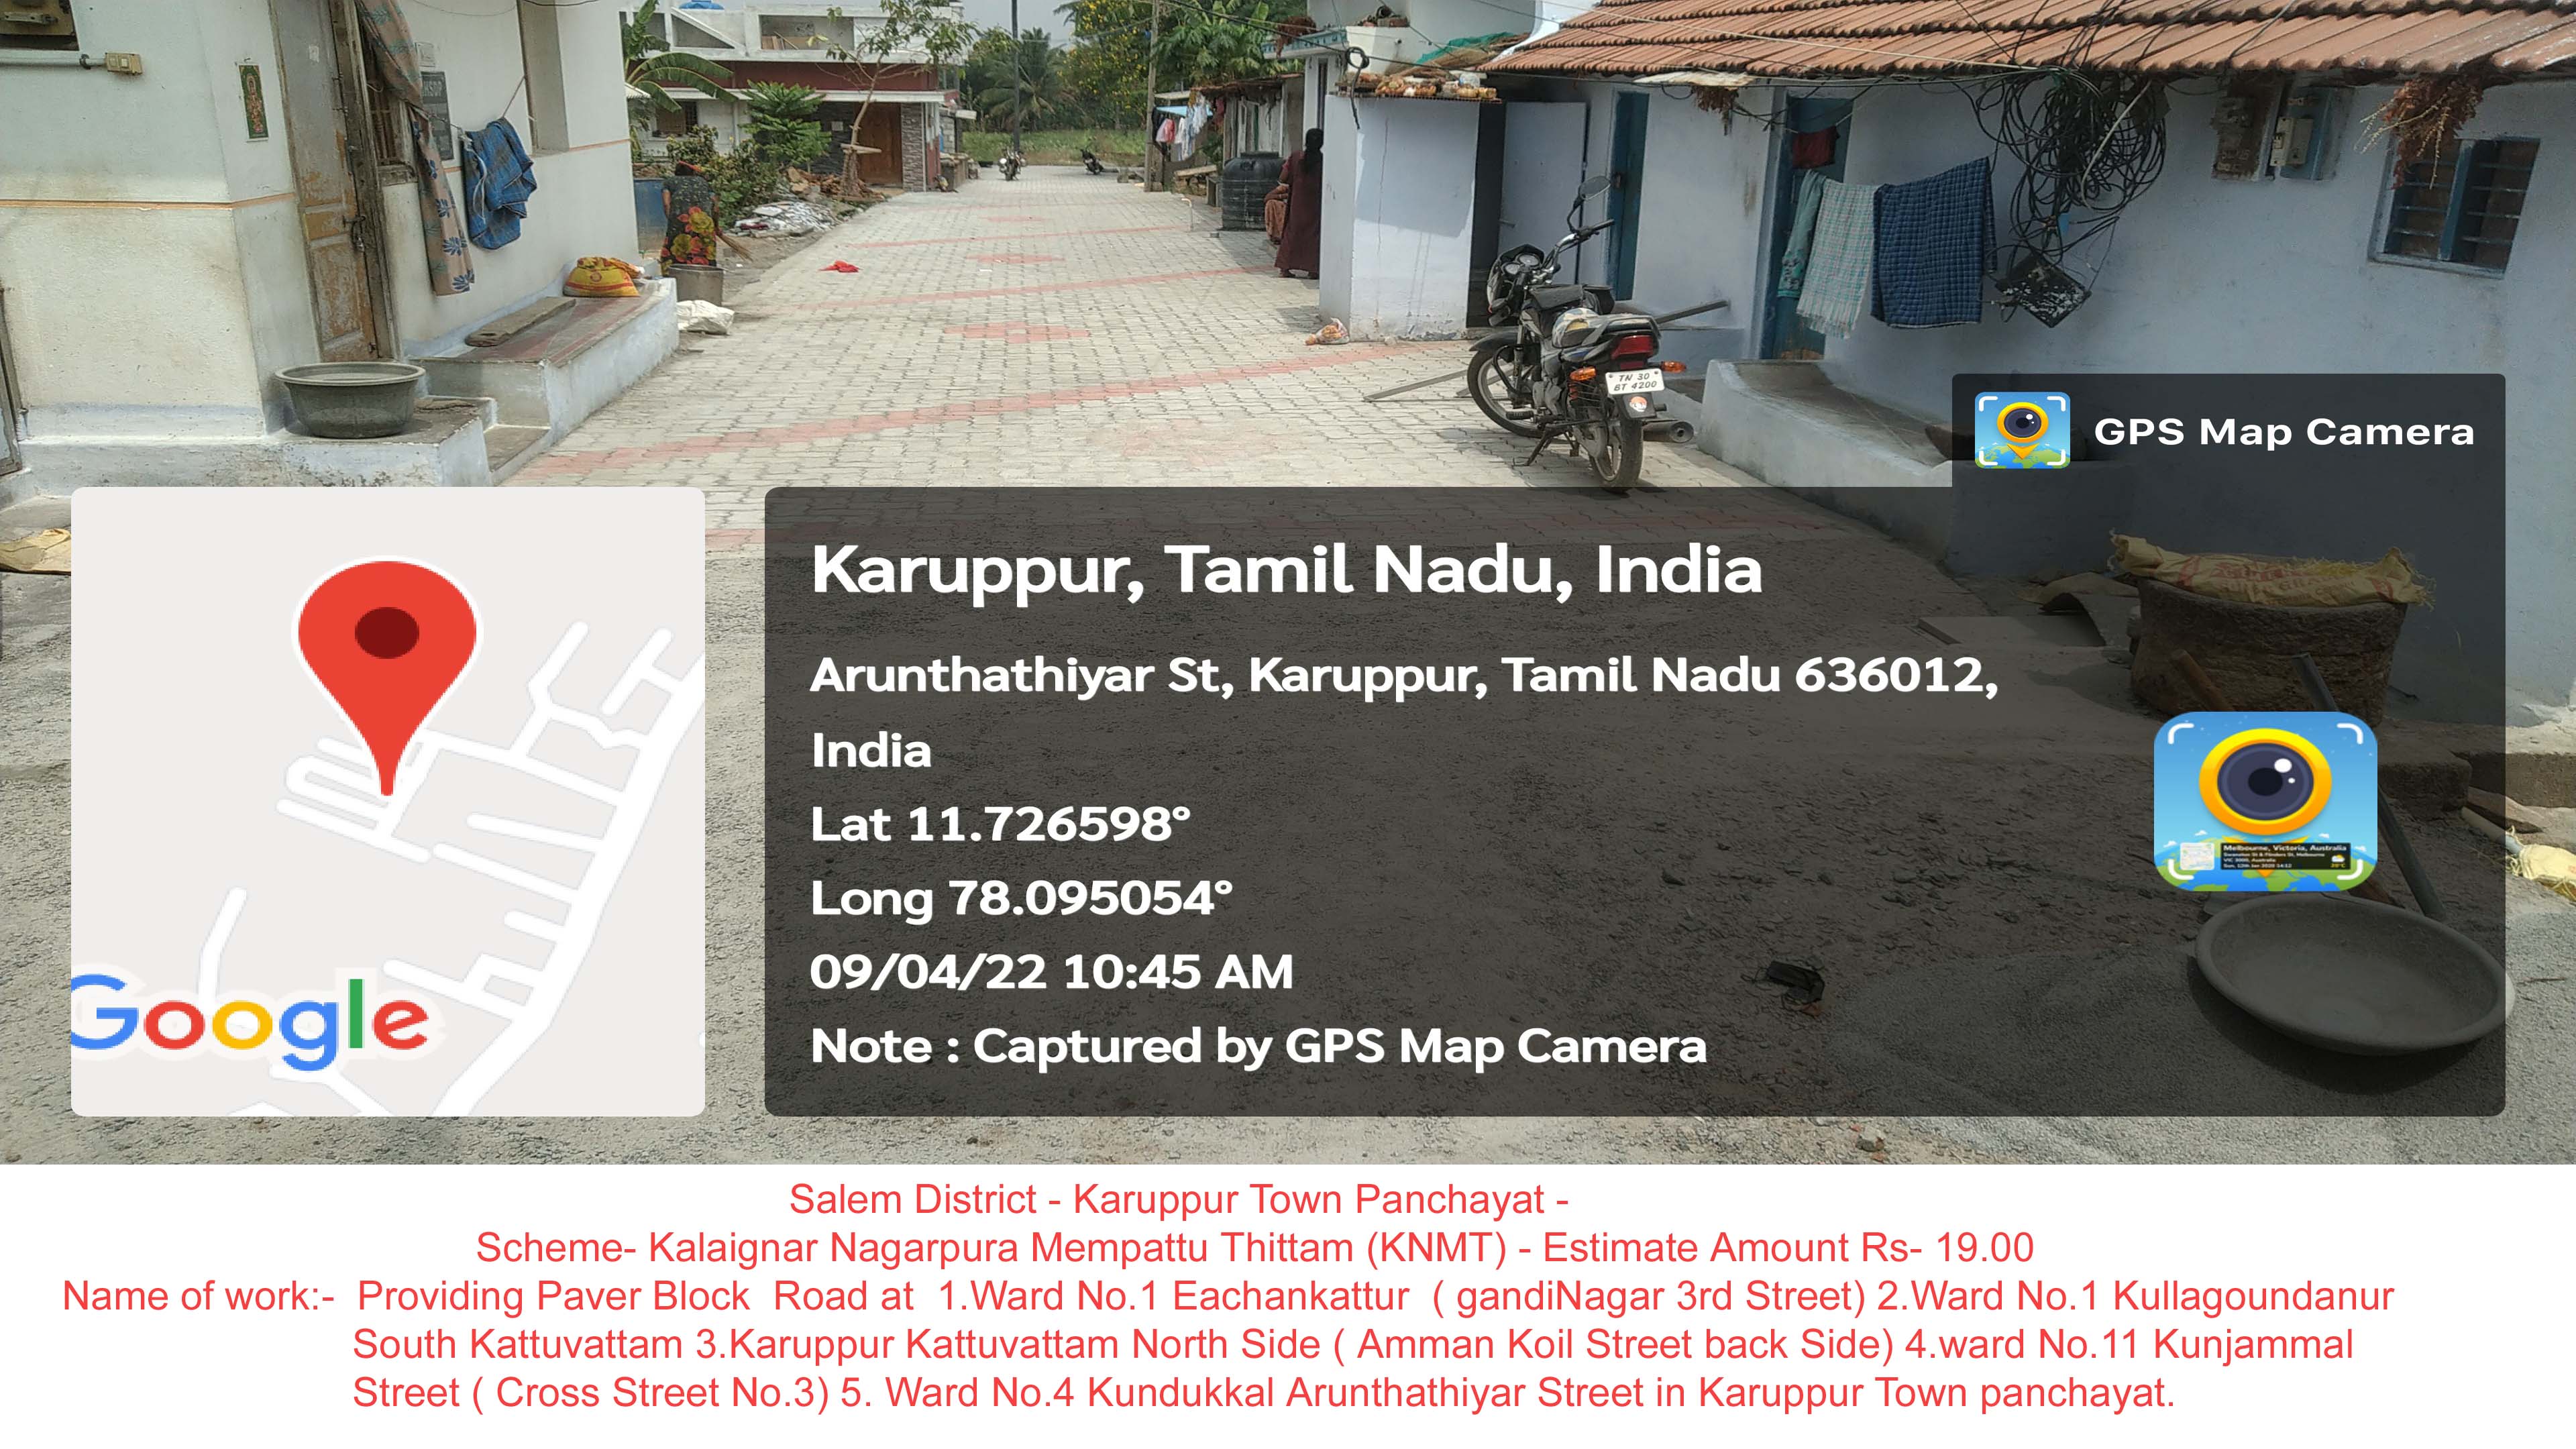 TN 30
BT 4200
GPS Map Camera
Karuppur, Tamil Nadu, India
Arunthathiyar St, Karuppur, Tamil Nadu 636012,
India
Lat 11.726598°
Long 78.095054°
09/04/22 10:45 AM
Note : Captured by GPS Map Camera
Google
Melbourne, Victoria, Australia
Salem District - Karuppur Town Panchayat -
Scheme- Kalaignar Nagarpura Mempattu Thittam (KNMT) - Estimate Amount Rs- 19.00
Name of work:- Providing Paver Block Road at 1.Ward No.1 Eachankattur ( gandiNagar 3rd Street) 2.Ward No.1 Kullagoundanur
South Kattuvattam 3.Karuppur Kattuvattam North Side ( Amman Koil Street back Side) 4.ward No.11 Kunjammal
Street ( Cross Street No.3) 5. Ward No.4 Kundukkal Arunthathiyar Street in Karuppur Town panchayat.